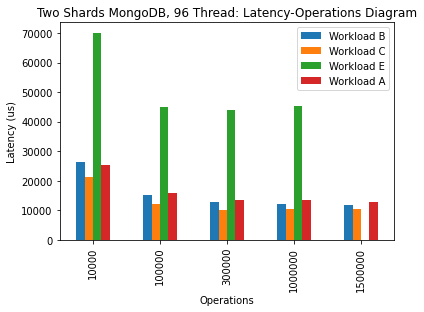 Two Shards MongoDB, 96 Thread: Latency-Operations Diagram
Workload B
Workload C
Workload E
Workload A
Latency (us)
70000
60000
50000
40000
30000
20000
10000
0
10000
100000
300000
1000000
1500000
Operations